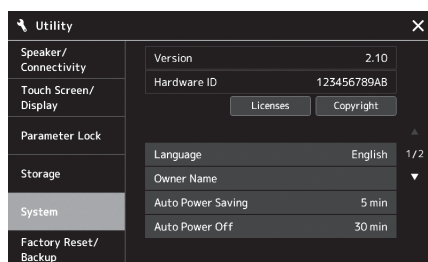 Utility
Speaker/
Connectivity
Touch Screen/
Display
Parameter Lock
Storage
System
Factory Reset/
Backup
Version 2.10
Hardware ID 123456789AB
Licenses Copyright
Language English
Owner Name
Auto Power Saving 5 min
Auto Power Off 30 min
1/2